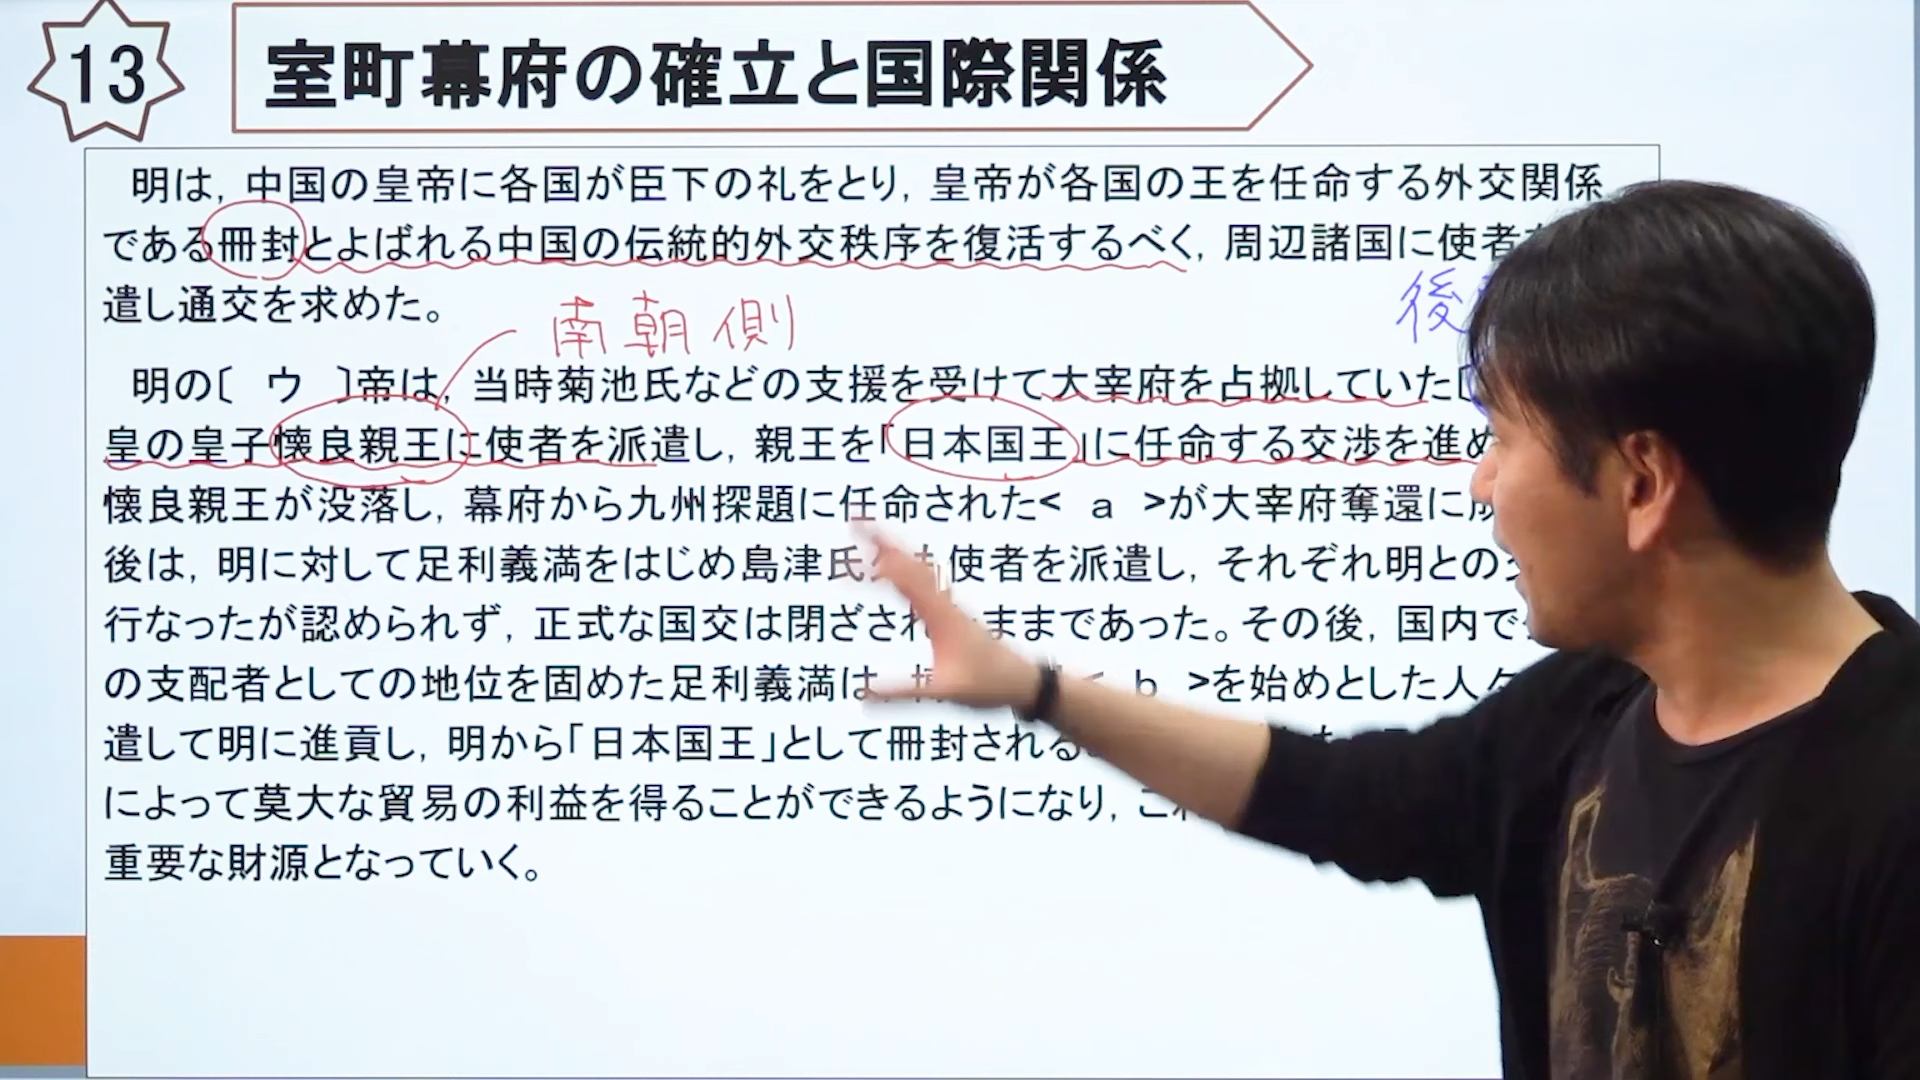 13
室町幕府の確立と国際関係
明は，中国の皇帝に各国が臣下の礼をとり，皇帝が各国の王を任命する外交関係
である冊封とよばれる中国の伝統的外交秩序を復活するべく，周辺諸国に使者
遣し通交を求めた。
南朝側
後
明の〔　ウ　〕帝は，当時菊池氏などの支援を受けて大宰府を占拠していた
皇の皇子懐良親王に使者を派遣し，親王を「日本国王」に任命する交渉を進め
懐良親王が没落し，幕府から九州探題に任命された<　a　>が大宰府奪還に
後は，明に対して足利義満をはじめ島津氏 使者を派遣し，それぞれ明との
行なったが認められず，正式な国交は閉ざされ ままであった。その後，国内で
の支配者としての地位を固めた足利義満は， b　>を始めとした人々
遣して明に進貢し，明から「日本国王」として冊封される
によって莫大な貿易の利益を得ることができるようになり，
重要な財源となっていく。